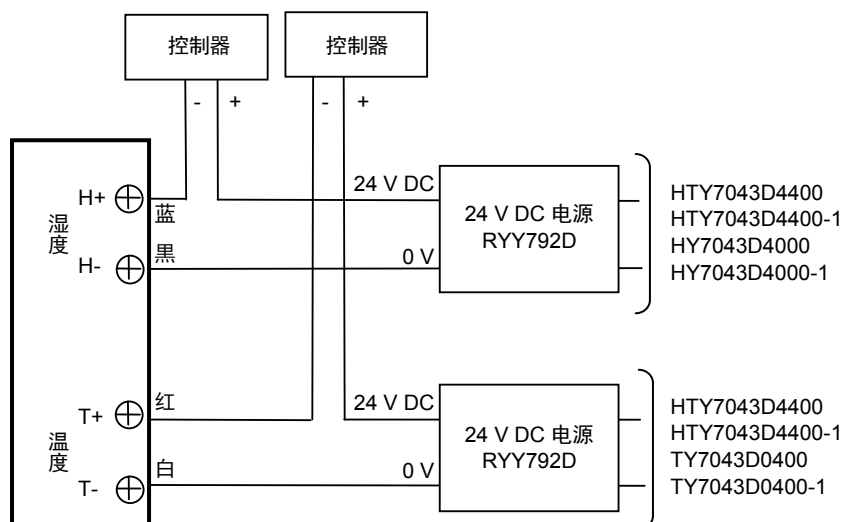 控制器
控制器
- +
- +
湿度
H+
蓝
H-
黒
24 V DC
0 V
24 V DC 电源
RYY792D
HTY7043D4400
HTY7043D4400-1
HY7043D4000
HY7043D4000-1
温度
T+
红
T-
白
24 V DC
0 V
24 V DC 电源
RYY792D
HTY7043D4400
HTY7043D4400-1
TY7043D0400
TY7043D0400-1